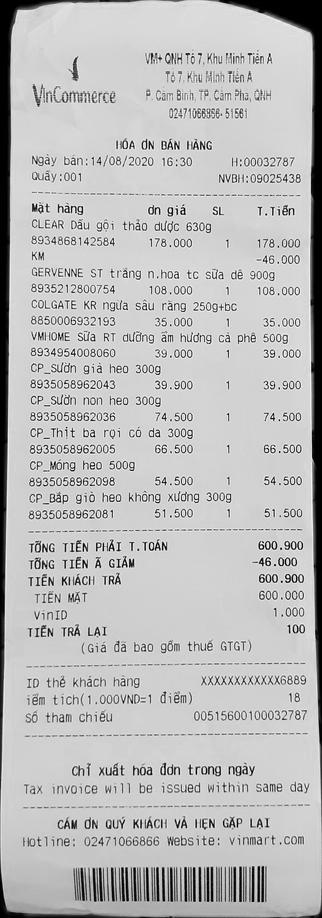 VinCommerce
VM+ QNH Tổ 7, Khu Minh Tiến A
Tổ 7, Khu Minh Tiến A
P. Cẩm Bình, TP. Cẩm Phả, QNH
02471066866-51561
HÓA ĐƠN BÁN HÀNG
Ngày bán:14/08/2020 16:30 H:00032787
Quầy:001 NVBH:09025438
Mặt hàng Đơn giá SL T.Tiền
CLEAR Dầu gội thảo dược 630g
8934868142584 178.000 1 178.000
KM -46.000
GERVENNE ST trắng n.hoa tc sữa dê 900g
8935212800754 108.000 1 108.000
COLGATE KR ngừa sâu răng 250g+bc
8850006932193 35.000 1 35.000
VMHOME Sữa RT dưỡng ẩm hương cà phê 500g
8934954008060 39.000 1 39.000
CP_Sườn già heo 300g
8935058962043 39.900 1 39.900
CP_Sườn non heo 300g
8935058962036 74.500 1 74.500
CP_Thịt ba rọi có da 300g
8935058962005 66.500 1 66.500
CP_Móng heo 500g
8935058962098 54.500 1 54.500
CP_Bắp giò heo không xương 300g
8935058962081 51.500 1 51.500
TỔNG TIỀN PHẢI T.TOÁN 600.900
TỔNG TIỀN Ã GIẢM -46.000
TIỀN KHÁCH TRẢ 600.900
TIỀN MẶT 600.000
VinID 1.000
TIỀN TRẢ LẠI 100
(Giá đã bao gồm thuế GTGT)
ID thẻ khách hàng XXXXXXXXXXXX6889
iểm tích(1.000VND=1 điểm) 18
Số tham chiếu 00515600100032787
Chỉ xuất hóa đơn trong ngày
Tax invoice will be issued within same day
CẢM ƠN QUÝ KHÁCH VÀ HẸN GẶP LẠI
Hotline: 02471066866 Website: vinmart.com